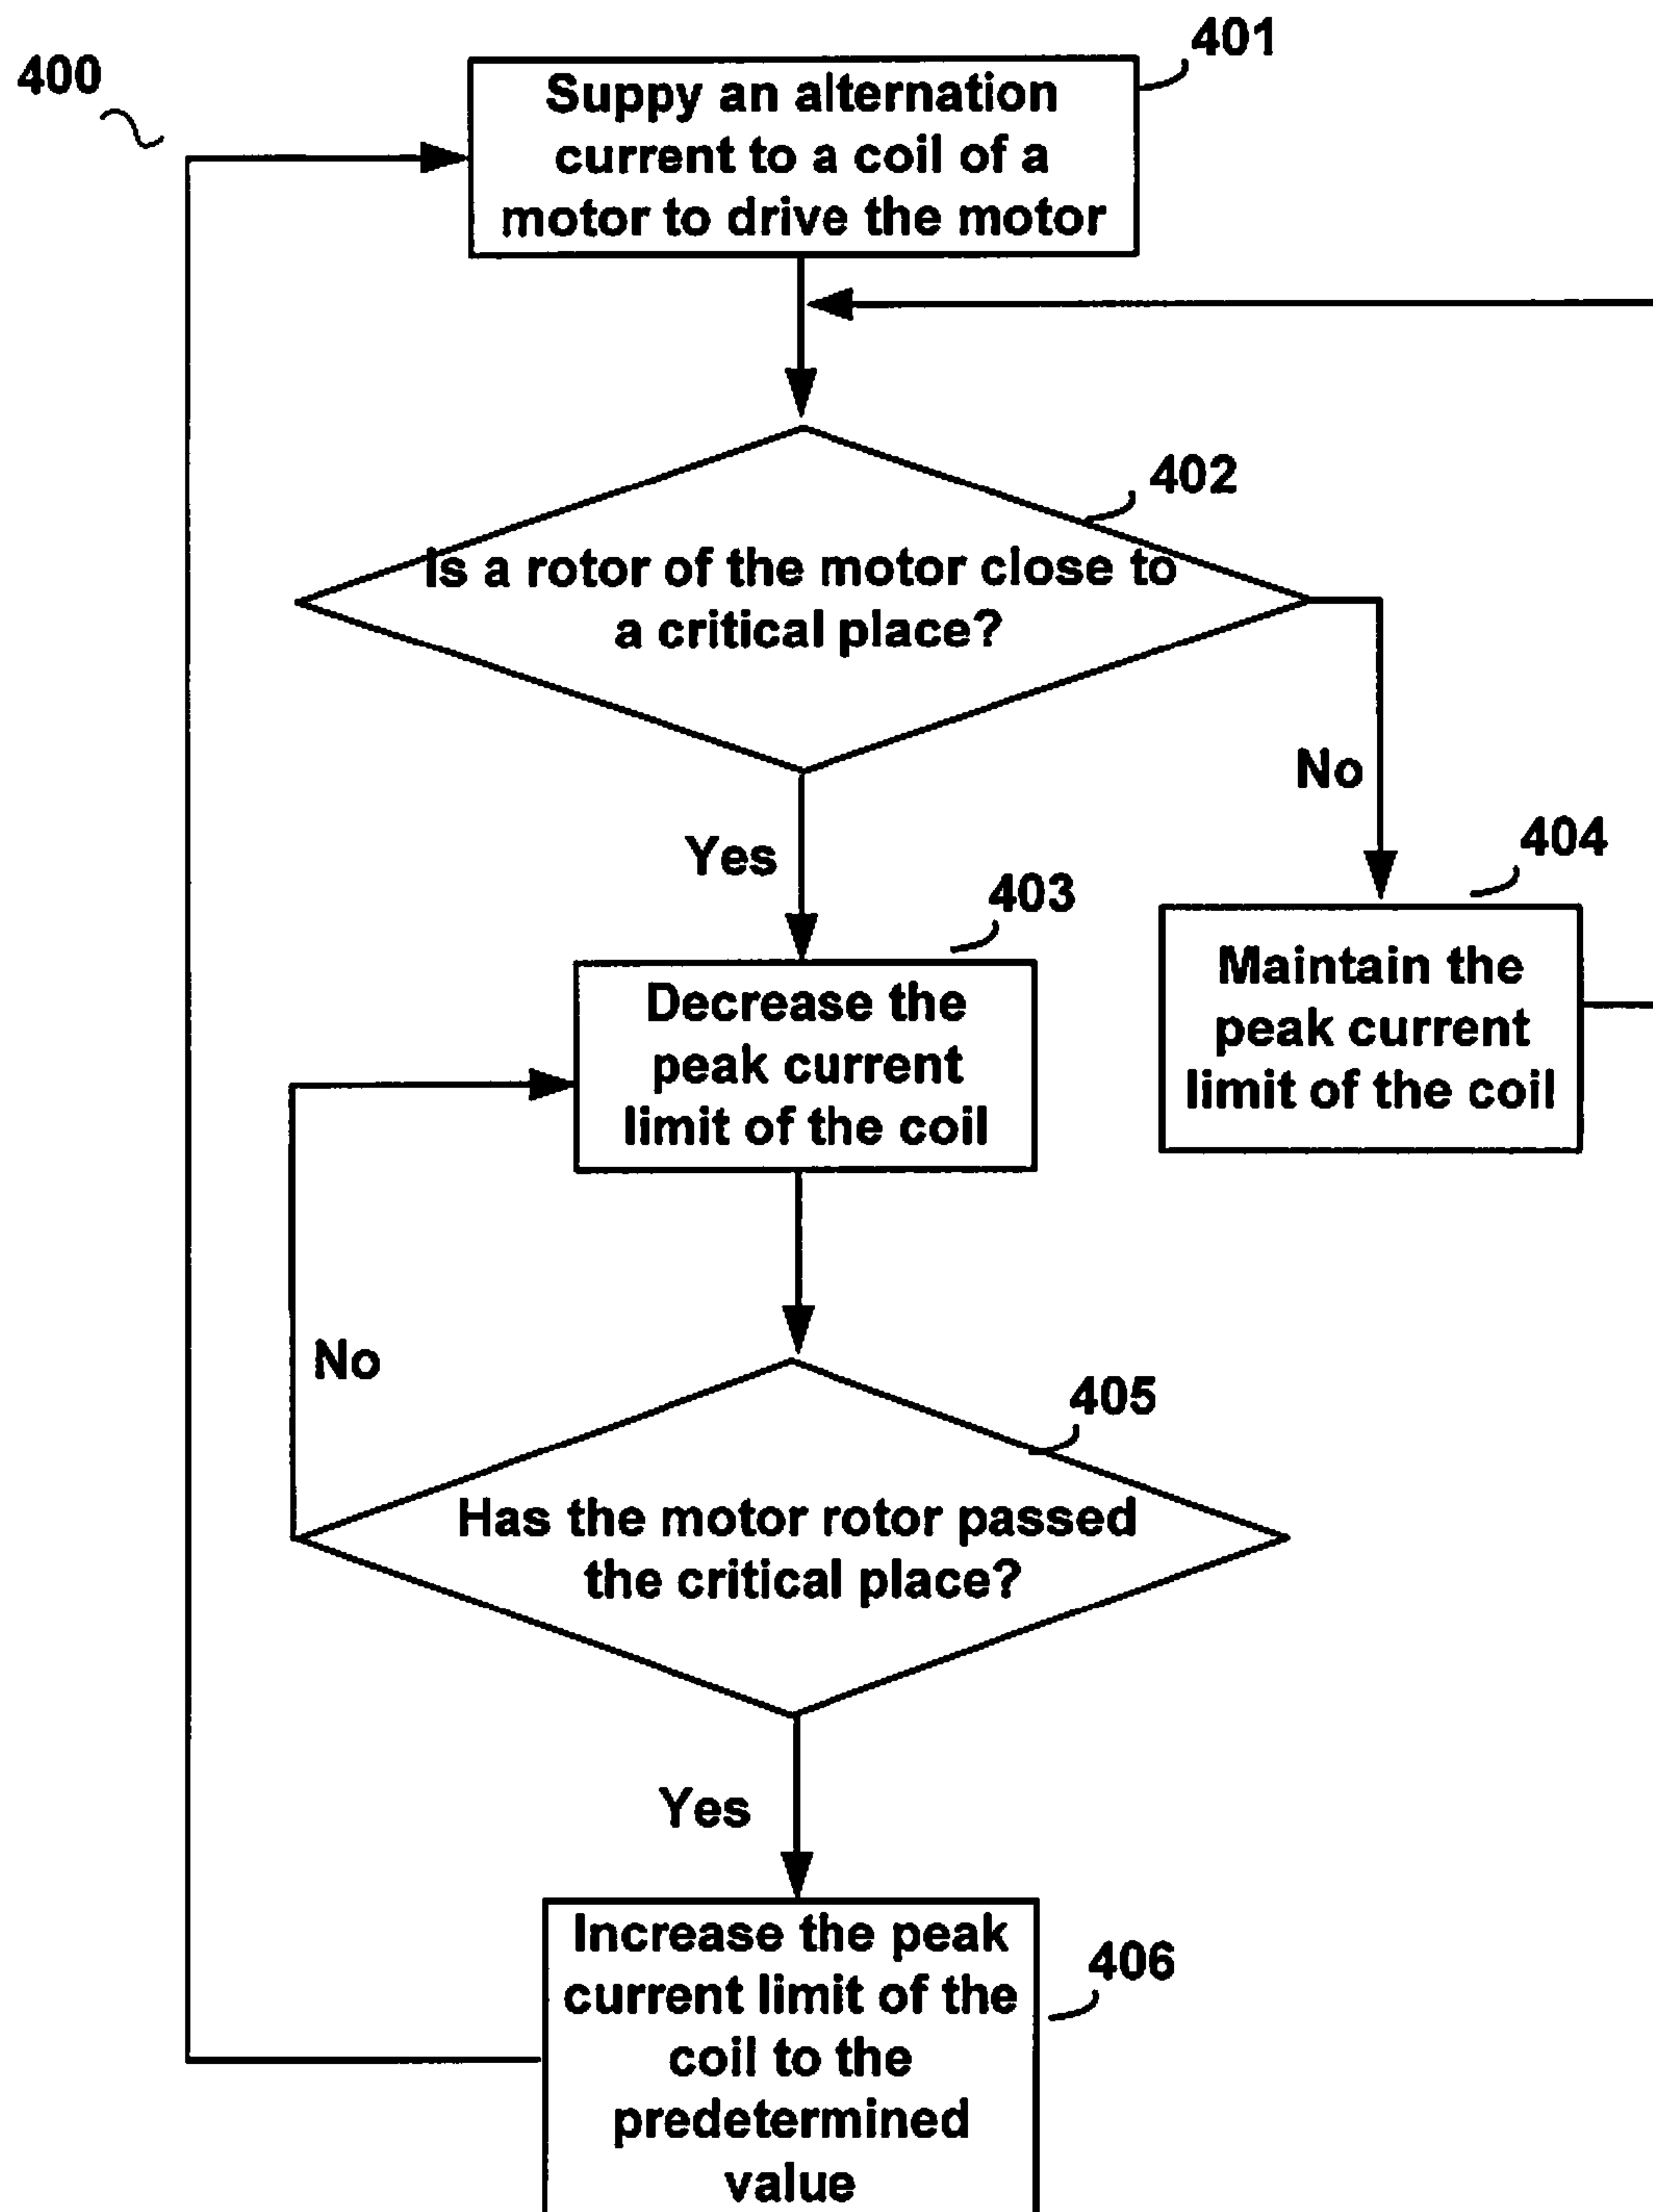 400
401
Suppy an alternation
current to a coil of a
motor to drive the motor
402
Is a rotor of the motor close to
a critical place?
No
Yes
404
403
Maintain the
peak current
limit of the coil
Decrease the
peak current
limit of the coil
No
405
Has the motor rotor passed
the critical place?
Yes
406
Increase the peak
current limit of the
coil to the
predetermined
value